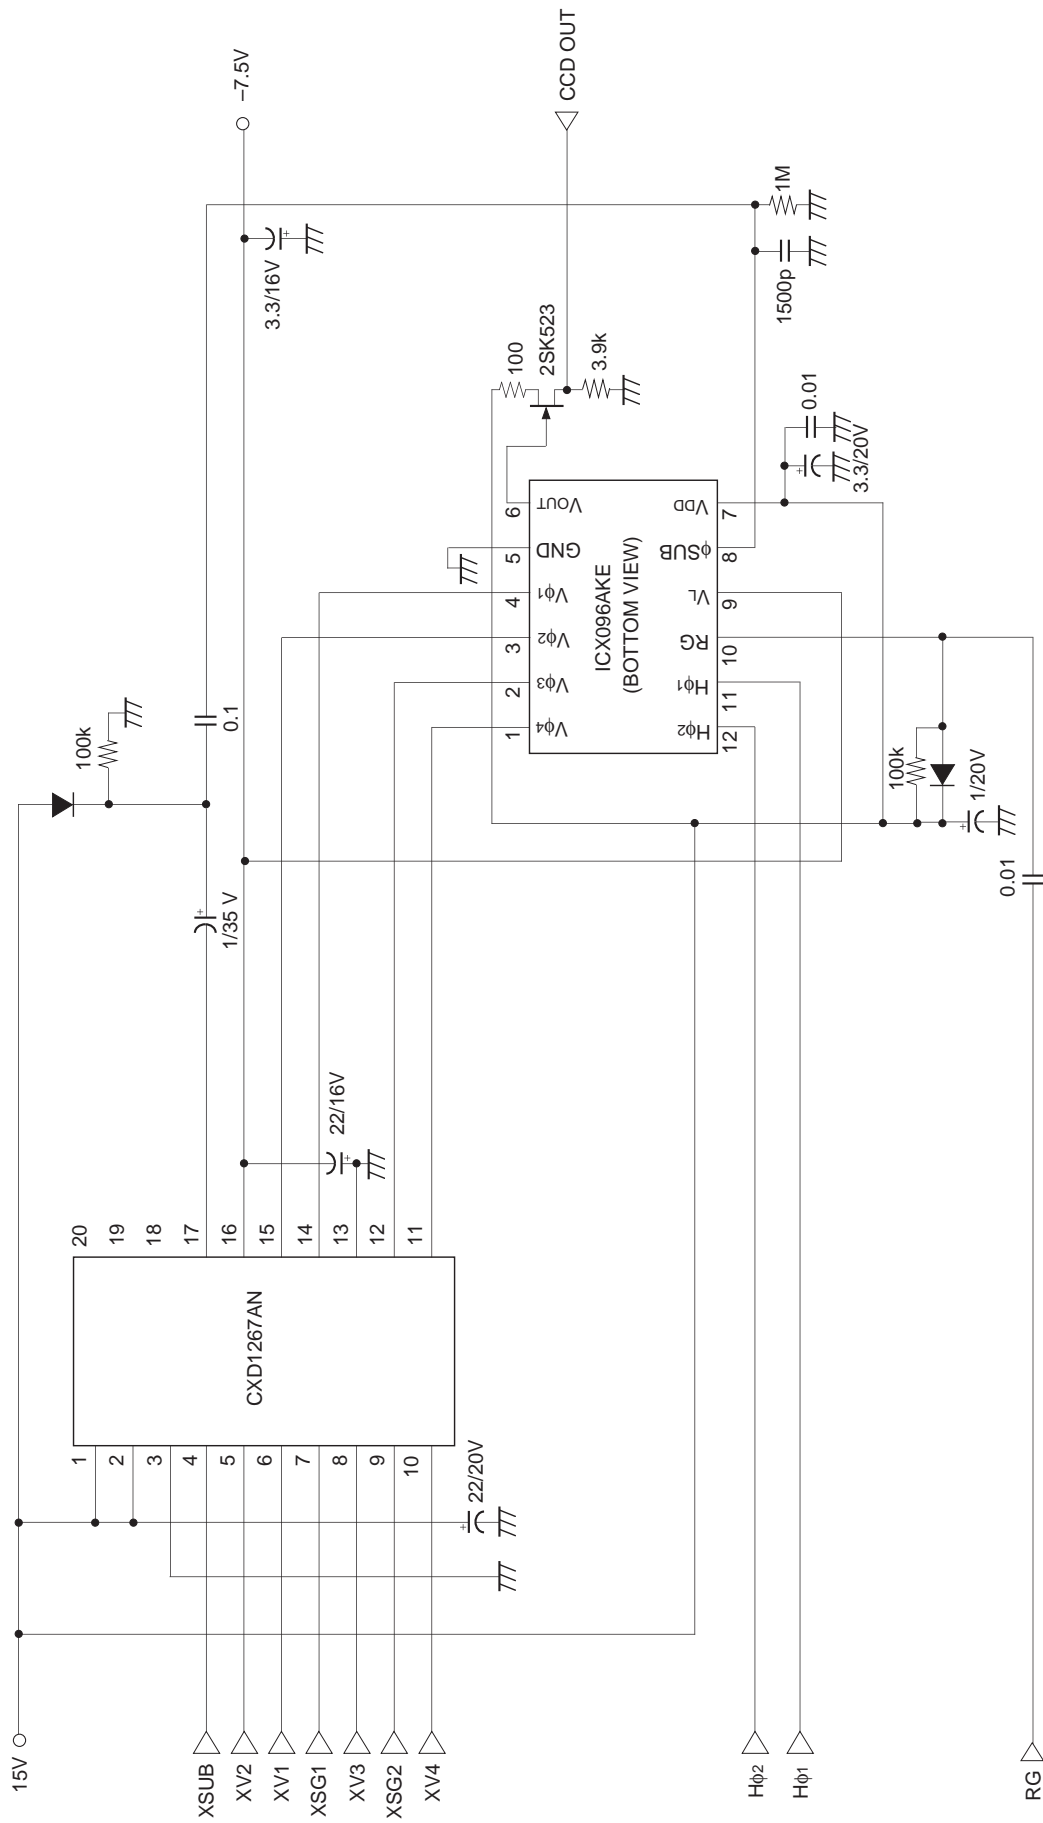 15V
–7.5V
XSUB
XV2
XV1
XSG1
XV3
XSG2
XV4
1
2
3
4
5
6
7
8
9
10
CXD1267AN
20
19
18
17
16
15
14
13
12
11
22/20V
22/16V
1/35 V
100k
0.1
3.3/16V
CCD OUT
100
2SK523
3.9k
1
2
3
4
5
6
Vϕ4
Vϕ3
Vϕ2
Vϕ1
GND
VOUT
ICX096AKE
(BOTTOM VIEW)
Hϕ2
Hϕ1
RG
VL
ϕSUB
VDD
12
11
10
9
8
7
1M
1500p
0.01
3.3/20V
100k
1/20V
0.01
Hϕ2
Hϕ1
RG